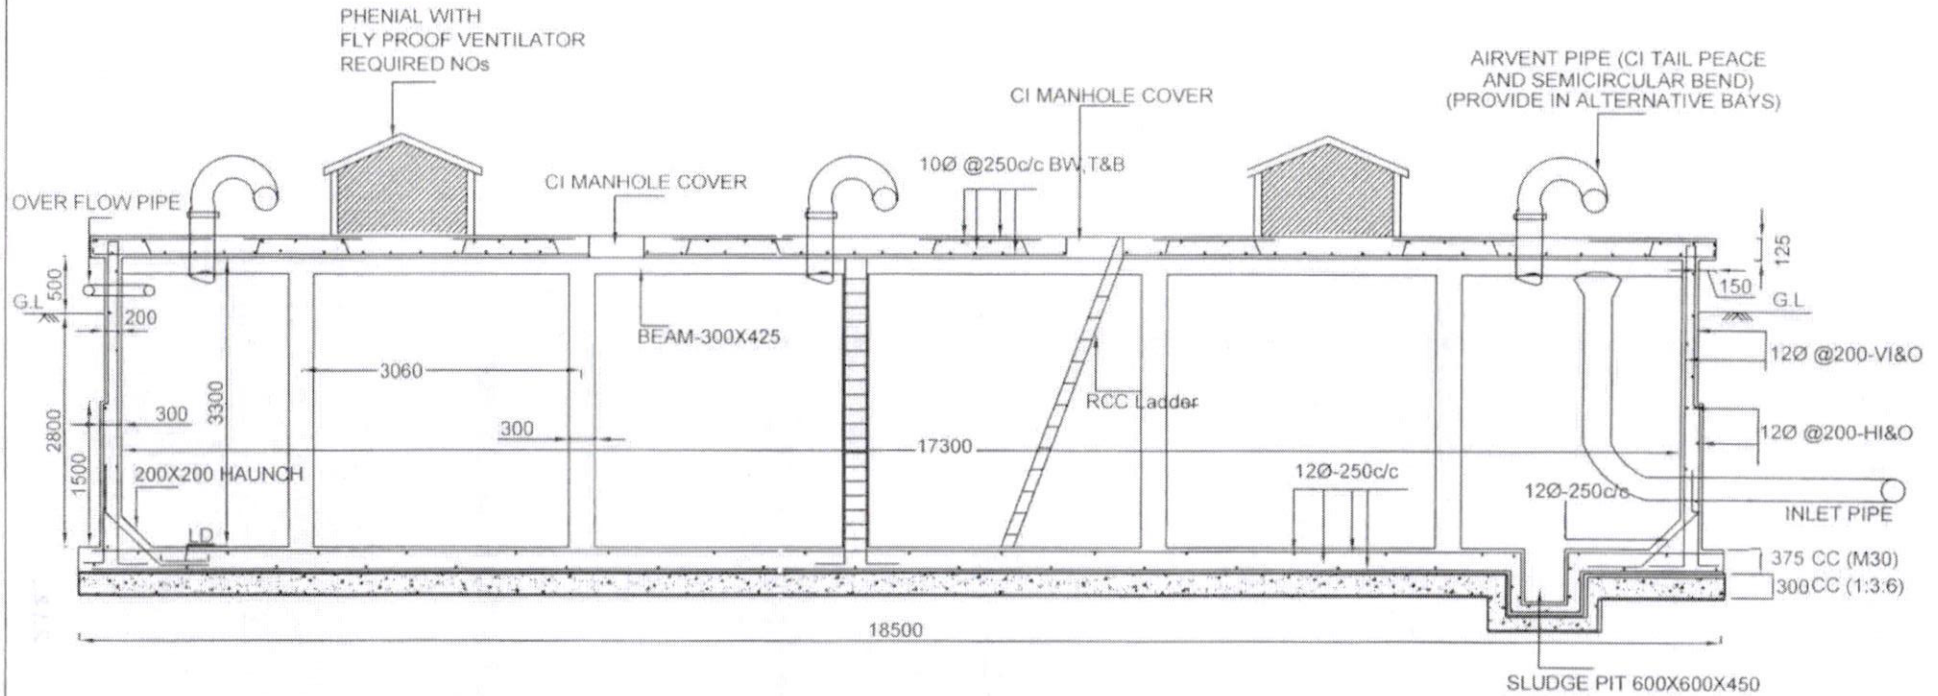 PHENIAL WITH
FLY PROOF VENTILATOR
REQUIRED NOs
AIRVENT PIPE (CI TAIL PEACE
AND SEMICIRCULAR BEND)
(PROVIDE IN ALTERNATIVE BAYS)
CI MANHOLE COVER
10Ø @250c/c BW,T&B
CI MANHOLE COVER
OVER FLOW PIPE
125
500
150
G.L
G.L
200
BEAM-300X425
12Ø @200-VI&O
3060
RCC Ladder
2800
300
3300
300
12Ø @200-HI&O
17300
1500
200X200 HAUNCH
12Ø-250c/c
12Ø-250c/c
INLET PIPE
LD
375 CC (M30)
300 CC (1:3:6)
18500
SLUDGE PIT 600X600X450